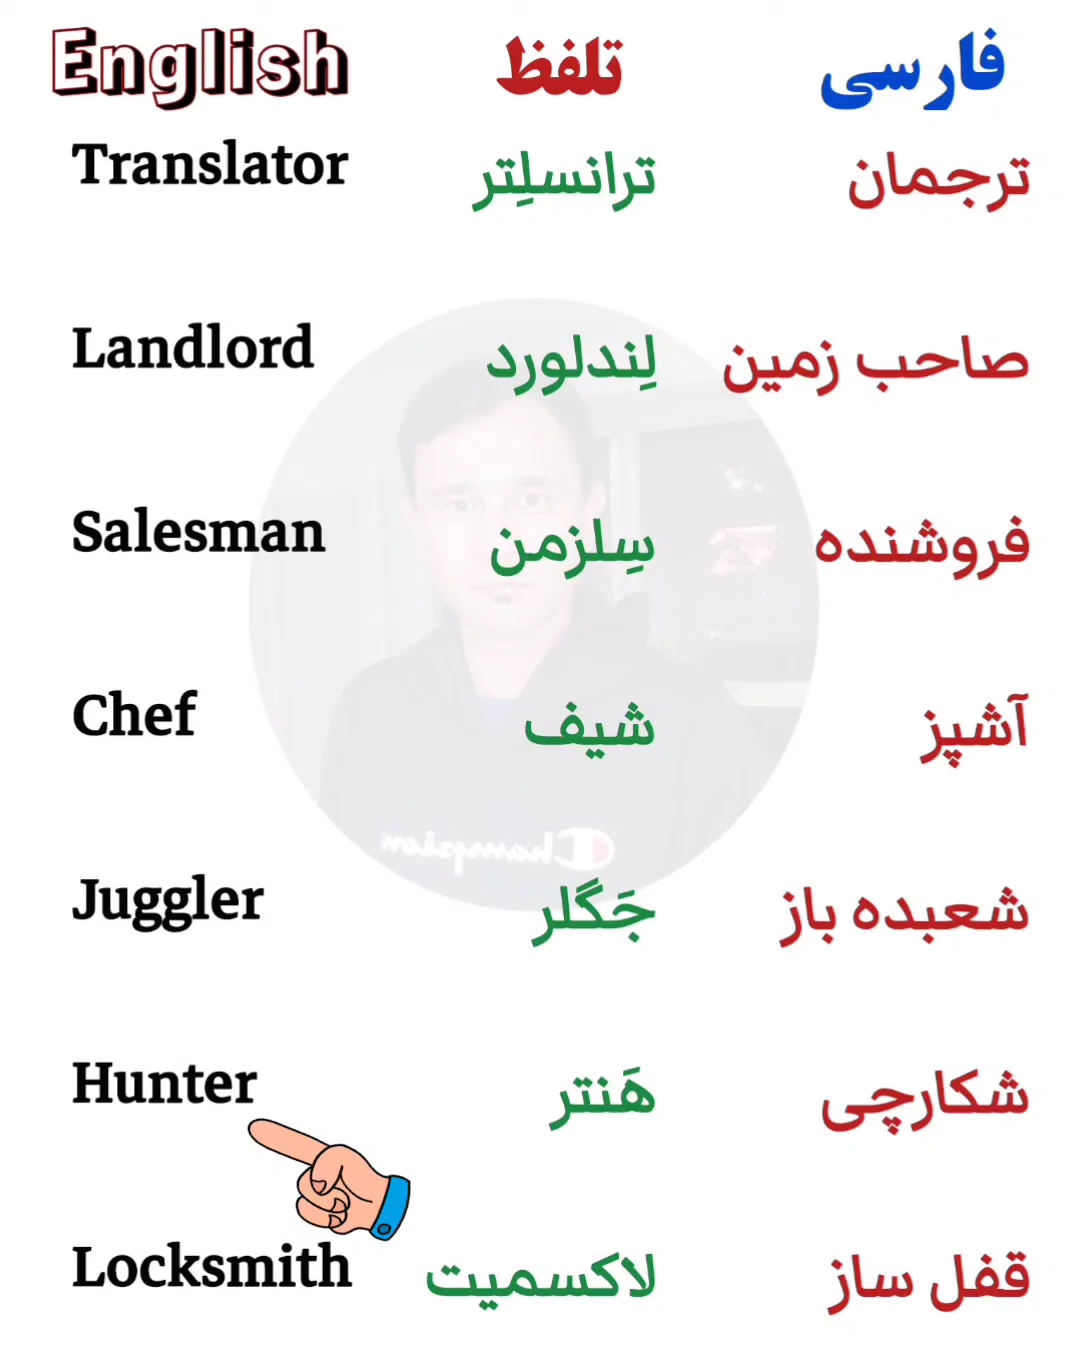 English تلفظ فارسی
Translator ترانسلِتر ترجمان
Landlord لِندلورد صاحب زمین
Salesman سِلزمن فروشنده
Chef شیف آشپز
Juggler جَگلر شعبده باز
Hunter هَنتر شکارچی
Locksmith لاکسمیت قفل ساز
Champion